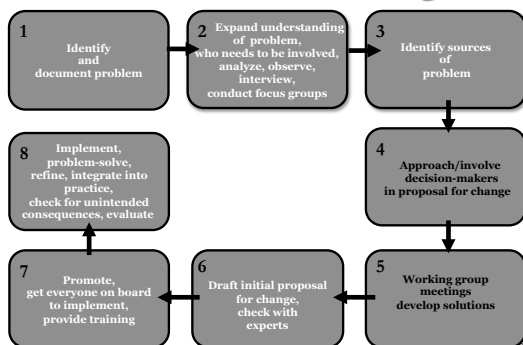 1
Identify
and
document problem
2
Expand understanding
of problem,
who needs to be involved,
analyze, observe,
interview,
conduct focus groups
3
Identify sources
of
problem
4
Approach/involve
decision-makers
in proposal for change
5
Working group
meetings
develop solutions
6
Draft initial proposal
for change,
check with
experts
7
Promote,
get everyone on board
to implement,
provide training
8
Implement,
problem-solve,
refine, integrate into
practice,
check for unintended
consequences, evaluate